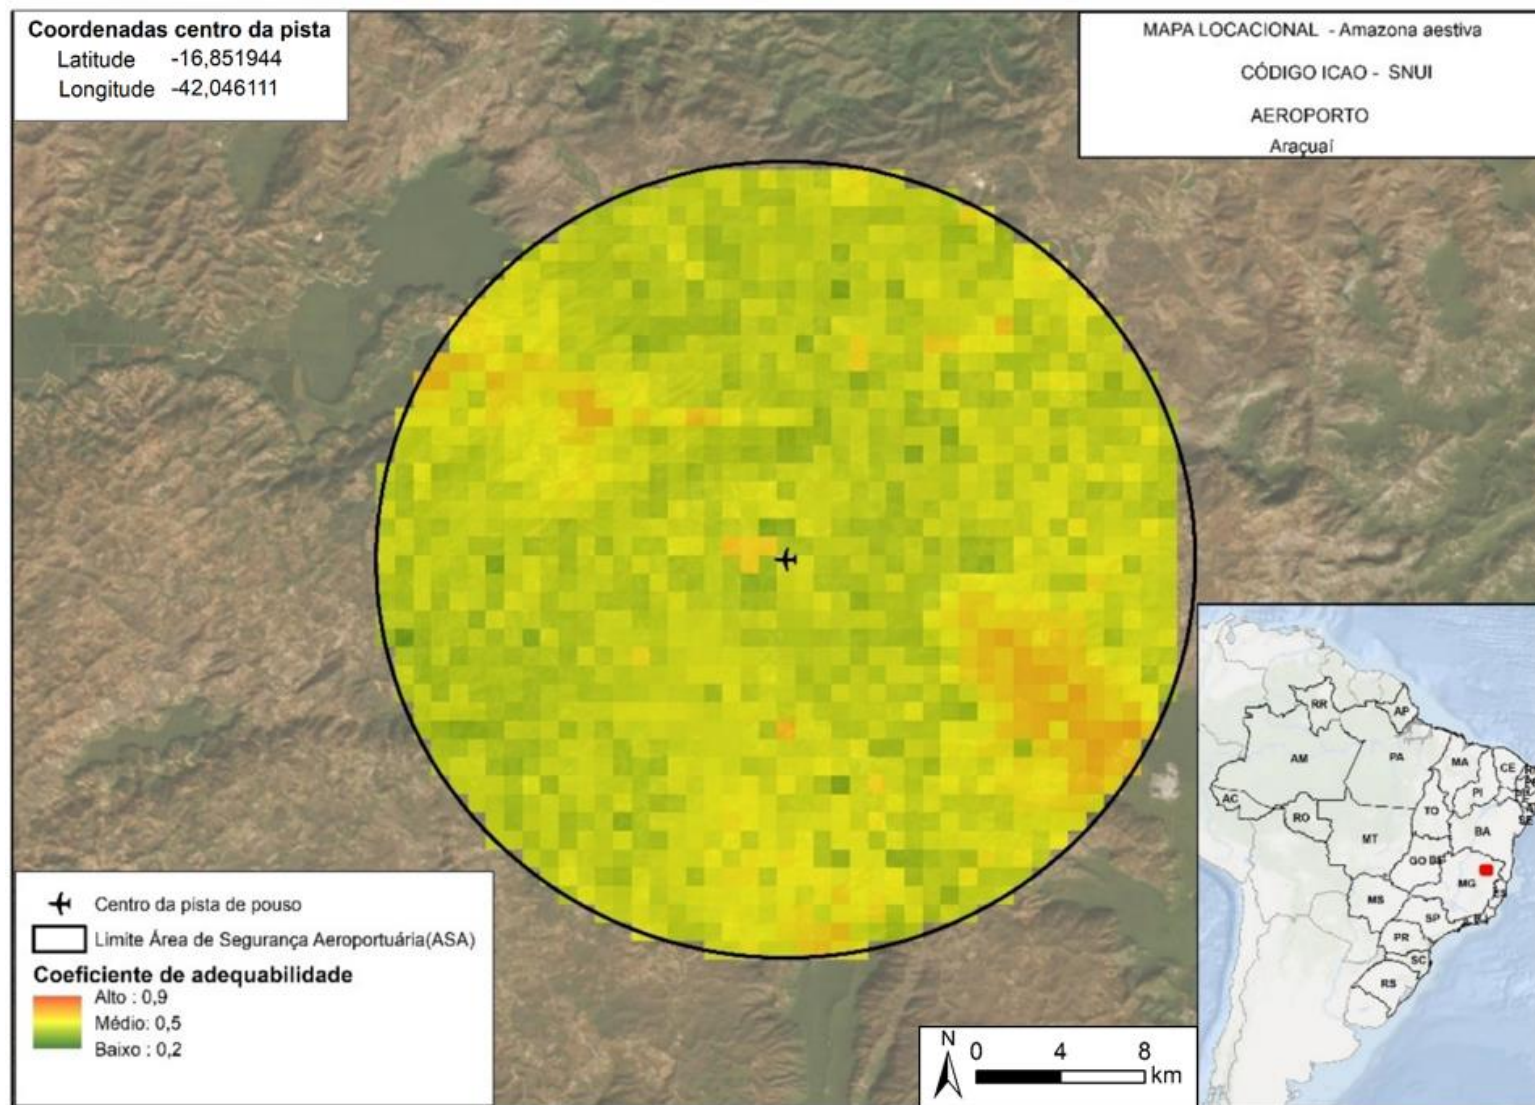 Coordenadas centro da pista
Latitude -16,851944
Longitude -42,046111
MAPA LOCACIONAL - Amazona aestiva
CÓDIGO ICAO - SNUI
AEROPORTO
Araçuaí
Centro da pista de pouso
Limite Área de Segurança Aeroportuária(ASA)
Coeficiente de adequabilidade
Alto : 0,9
Médio: 0,5
Baixo : 0,2
N
0 4 8
km
RR
AP
AM
PA
MA
CE
PI
AC
RO
TO
SE
BA
MT
GO
MG
ES
MS
SP
PR
SC
RS